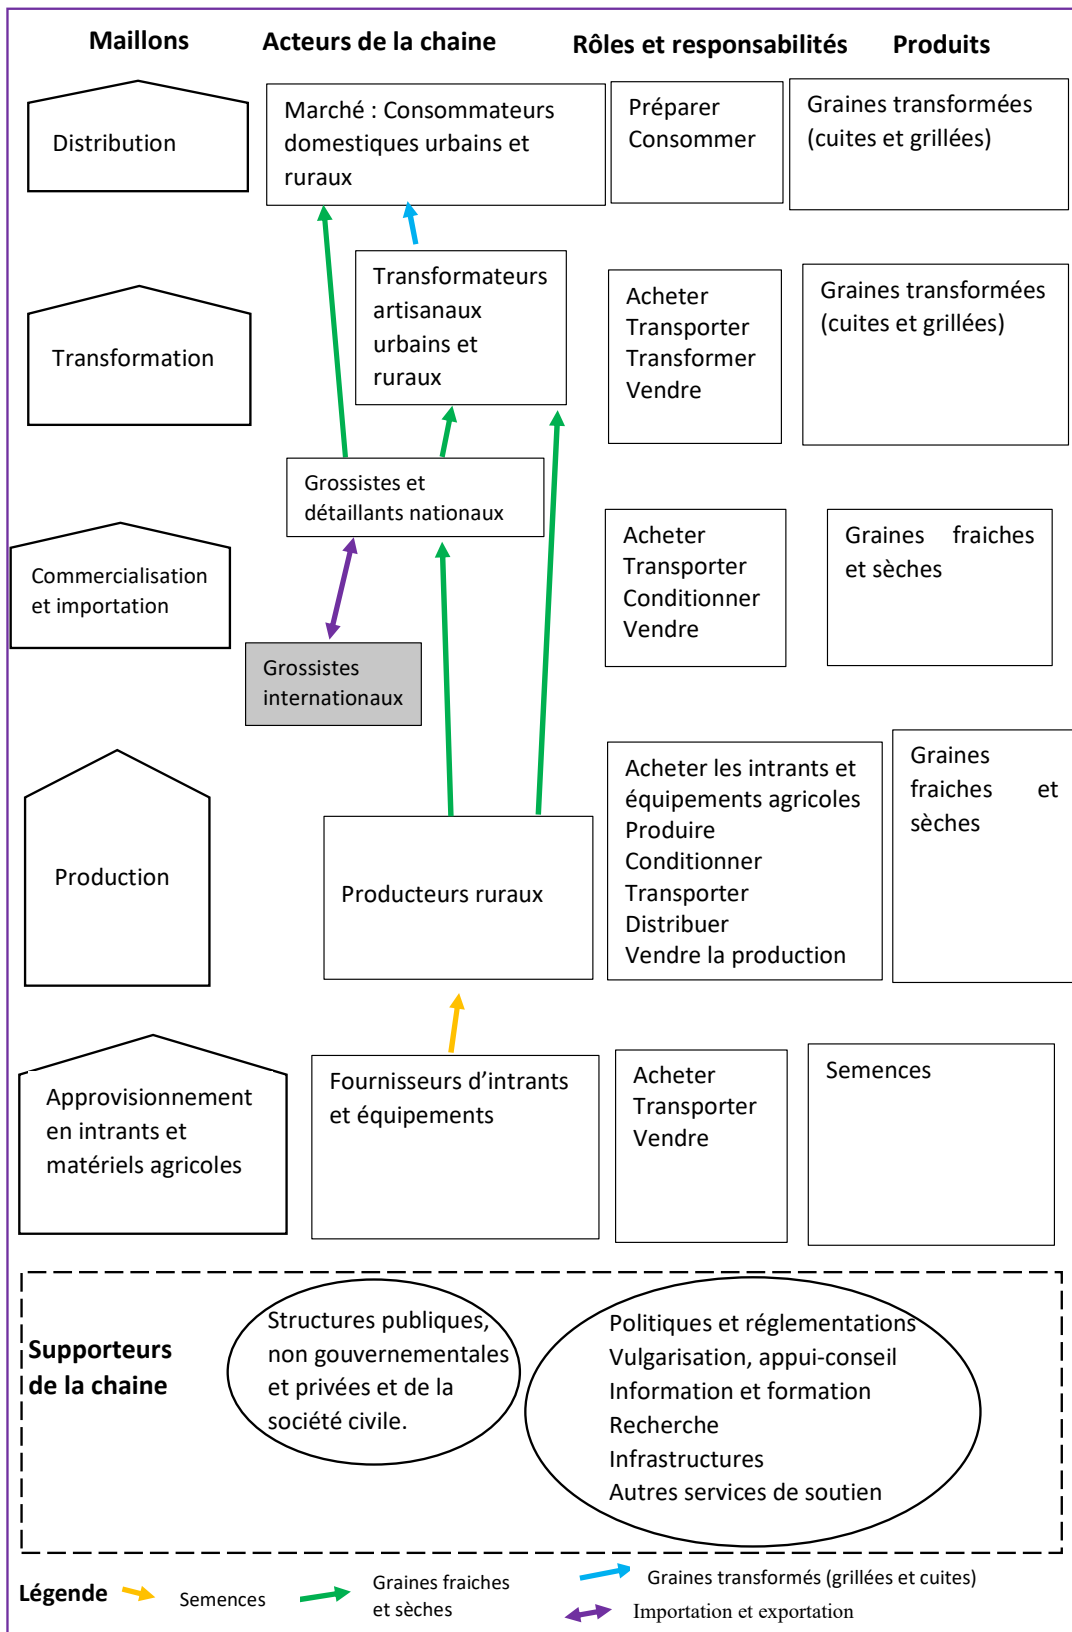 Maillons
Acteurs de la chaine
Rôles et responsabilités
Produits
Distribution
Marché : Consommateurs
domestiques urbains et
ruraux
Préparer
Consommer
Graines transformées
(cuites et grillées)
Transformation
Transformateurs
artisanaux
urbains et
ruraux
Acheter
Transporter
Transformer
Vendre
Graines transformées
(cuites et grillées)
Commercialisation
et importation
Grossistes et
détaillants nationaux
Grossistes
internationaux
Acheter
Transporter
Conditionner
Vendre
Graines fraiches
et sèches
Production
Producteurs ruraux
Acheter les intrants et
équipements agricoles
Produire
Conditionner
Transporter
Distribuer
Vendre la production
Graines
fraiches et
sèches
Approvisionnement
en intrants et
matériels agricoles
Fournisseurs d’intrants
et équipements
Acheter
Transporter
Vendre
Semences
Supporteurs
de la chaine
Structures publiques,
non gouvernementales
et privées et de la
société civile.
Politiques et réglementations
Vulgarisation, appui-conseil
Information et formation
Recherche
Infrastructures
Autres services de soutien
Légende
Semences
Graines fraiches
et sèches
Graines transformés (grillées et cuites)
Importation et exportation